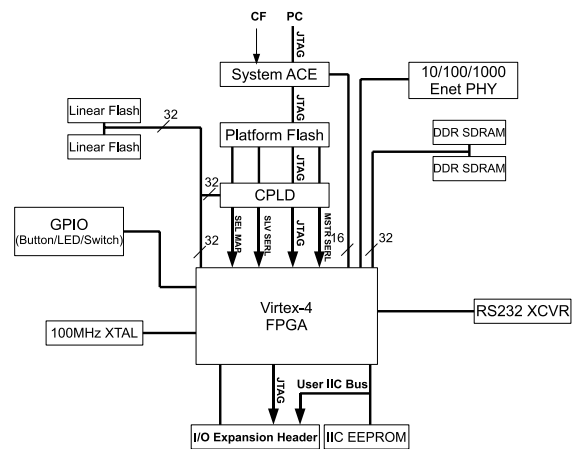 CF
PC
JTAG
System ACE
10/100/1000
Enet PHY
JTAG
Linear Flash
32
Linear Flash
Platform Flash
DDR SDRAM
DDR SDRAM
JTAG
32
CPLD
GPIO
(Button/LED/Switch)
32
SEL MAP
SLV SERL
JTAG
MSTR SERL
16
32
Virtex-4
FPGA
100MHz XTAL
RS232 XCVR
JTAG
User IIC Bus
I/O Expansion Header
IIC EEPROM